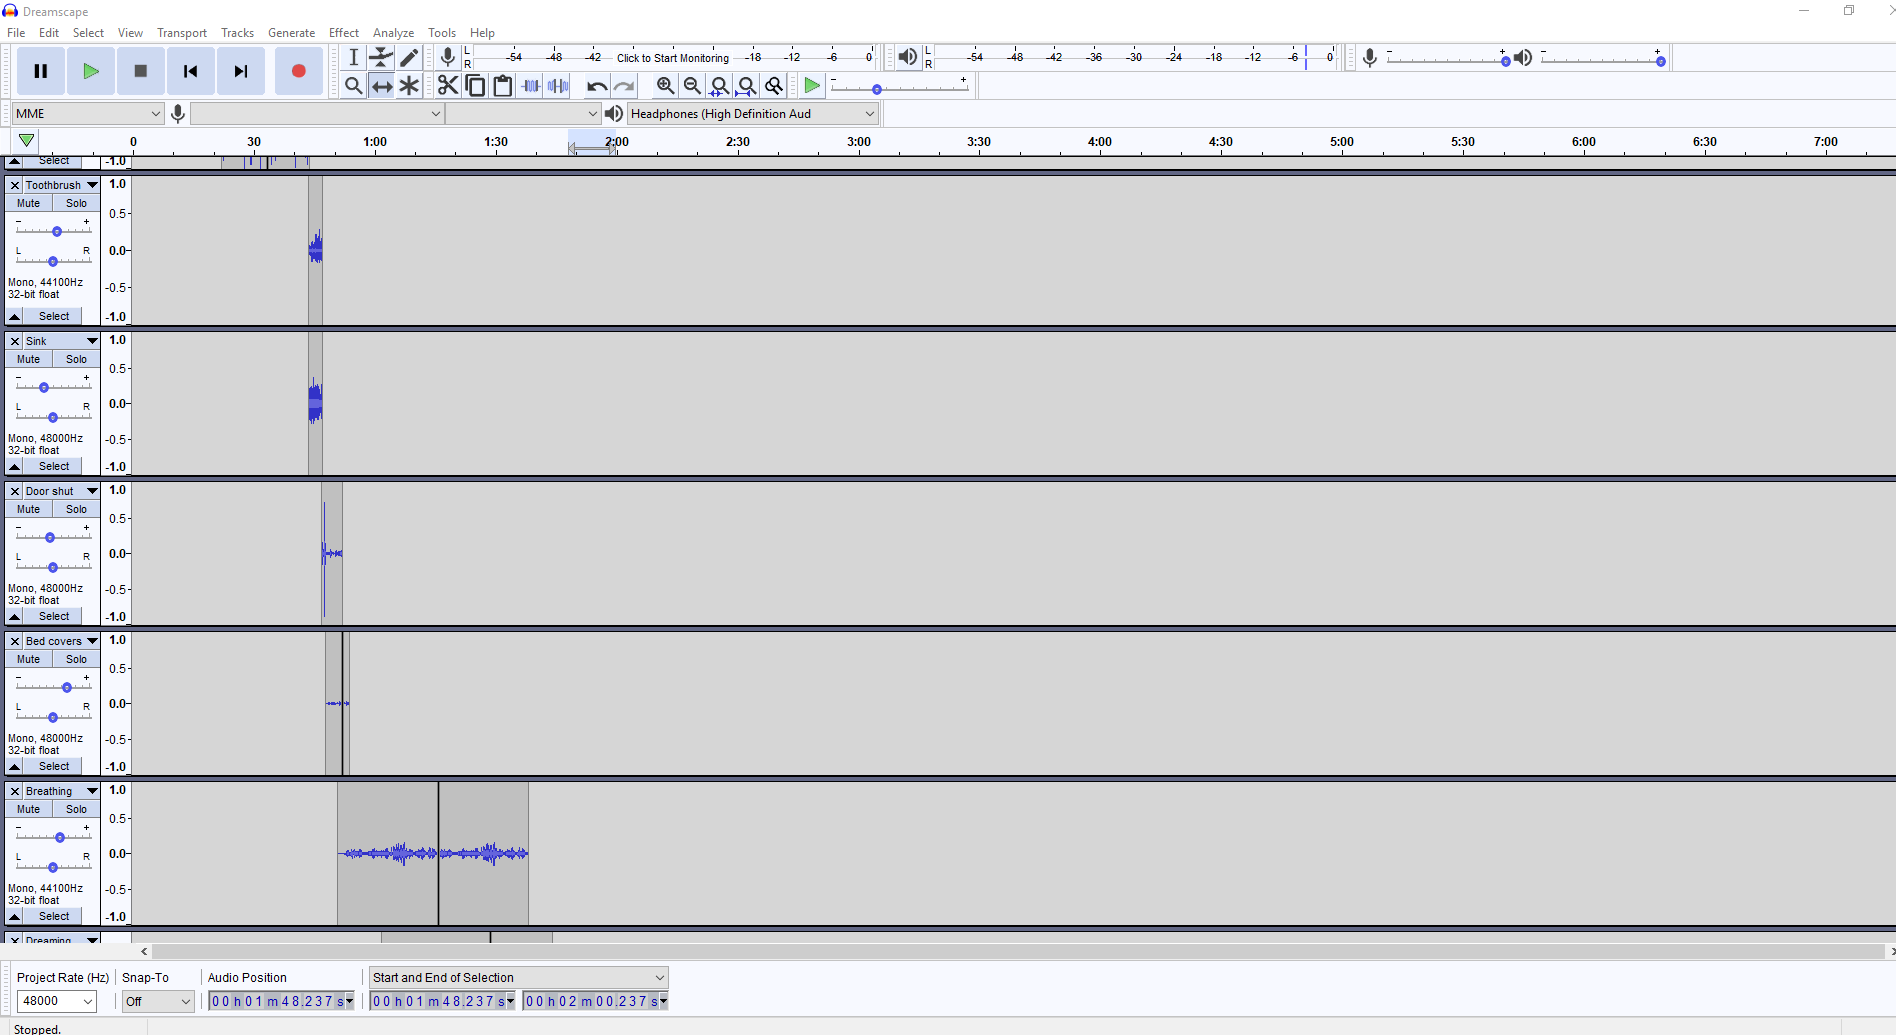 Dreamscape
File Edit Select View Transport Tracks Generate Effect Analyze Tools Help
L R -54 -48 -42 Click to Start Monitoring -18 -12 -6 0 L R -54 -48 -42 -36 -30 -24 -18 -12 -6 0 - + - +
- +
MME Headphones (High Definition Aud
0 30 1:00 1:30 2:00 2:30 3:00 3:30 4:00 4:30 5:00 5:30 6:00 6:30 7:00
Select -1.0
Toothbrush 1.0
Mute Solo
- + 0.5
L R 0.0
Mono, 44100Hz -0.5
32-bit float
Select -1.0
Sink 1.0
Mute Solo
- + 0.5
L R 0.0
Mono, 48000Hz -0.5
32-bit float
Select -1.0
Door shut 1.0
Mute Solo
- + 0.5
L R 0.0
Mono, 48000Hz -0.5
32-bit float
Select -1.0
Bed covers 1.0
Mute Solo
- + 0.5
L R 0.0
Mono, 48000Hz -0.5
32-bit float
Select -1.0
Breathing 1.0
Mute Solo
- + 0.5
L R 0.0
Mono, 44100Hz -0.5
32-bit float
Select -1.0
Dreaming
Project Rate (Hz) Snap-To Audio Position Start and End of Selection
48000 Off 00 h 01 m 48.237 s 00 h 01 m 48.237 s 00 h 02 m 00.237 s
Stopped.